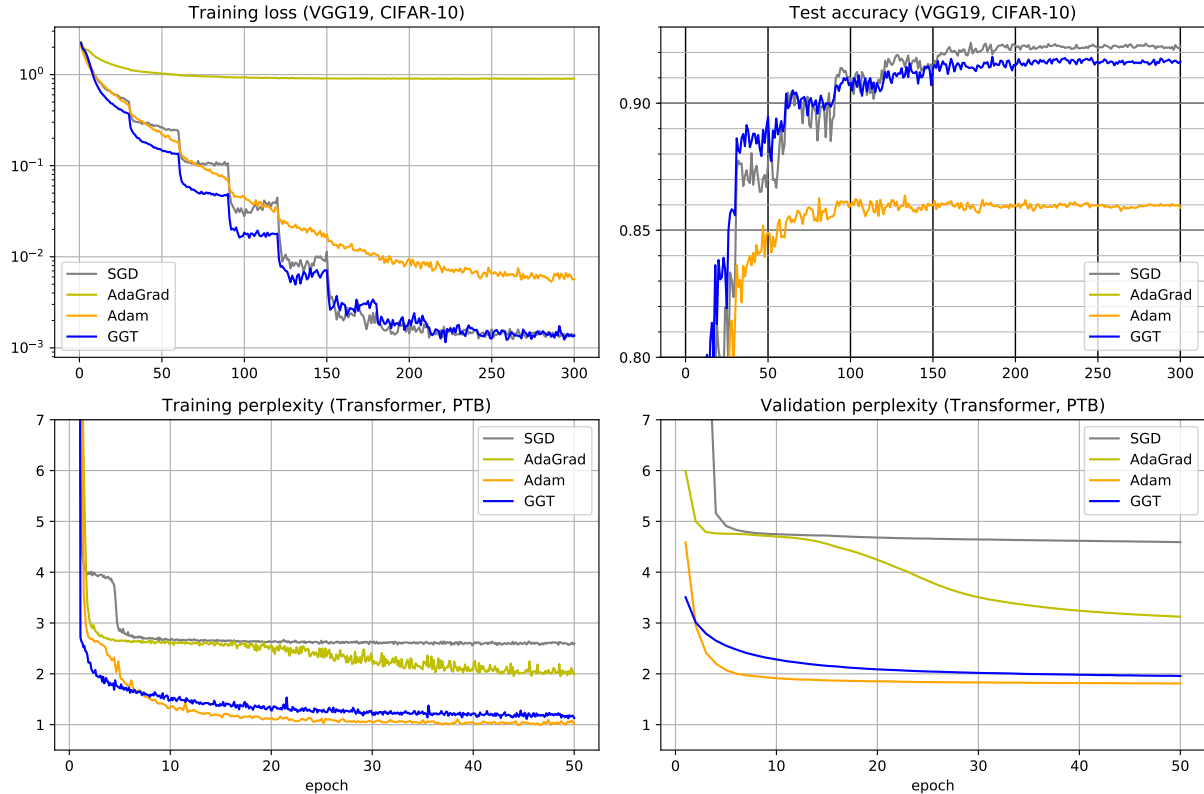 Training loss (VGG19, CIFAR-10)
10⁰
10⁻¹
10⁻²
10⁻³
SGD
AdaGrad
Adam
GGT
0 50 100 150 200 250 300
Test accuracy (VGG19, CIFAR-10)
0.90
0.85
0.80
SGD
AdaGrad
Adam
GGT
0 50 100 150 200 250 300
Training perplexity (Transformer, PTB)
7
6
5
4
3
2
1
SGD
AdaGrad
Adam
GGT
0 10 20 30 40 50
epoch
Validation perplexity (Transformer, PTB)
7
6
5
4
3
2
1
SGD
AdaGrad
Adam
GGT
0 10 20 30 40 50
epoch